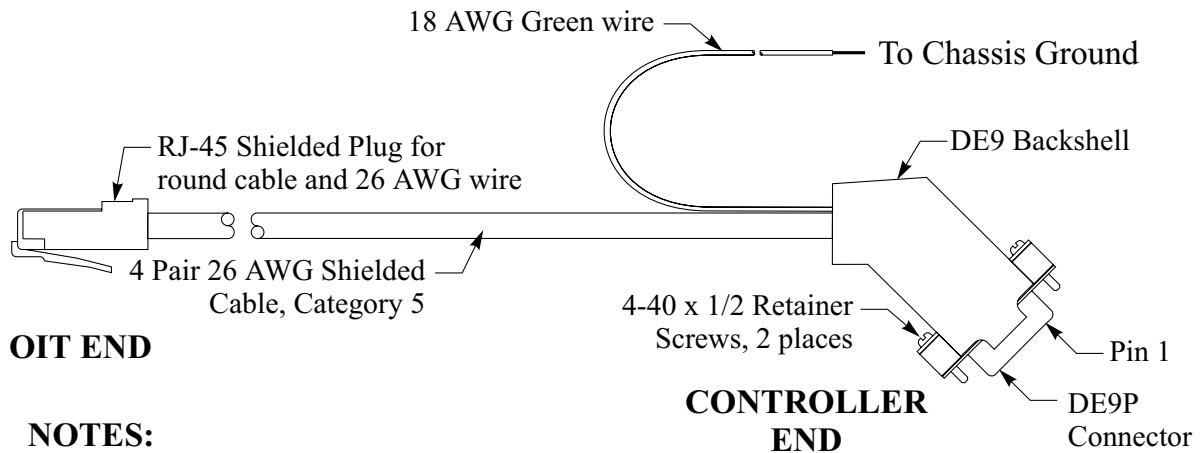 18 AWG Green wire
To Chassis Ground
RJ-45 Shielded Plug for
round cable and 26 AWG wire
DE9 Backshell
4 Pair 26 AWG Shielded
Cable, Category 5
4-40 x 1/2 Retainer
Screws, 2 places
OIT END
Pin 1
CONTROLLER
END
DE9P
Connector
NOTES: